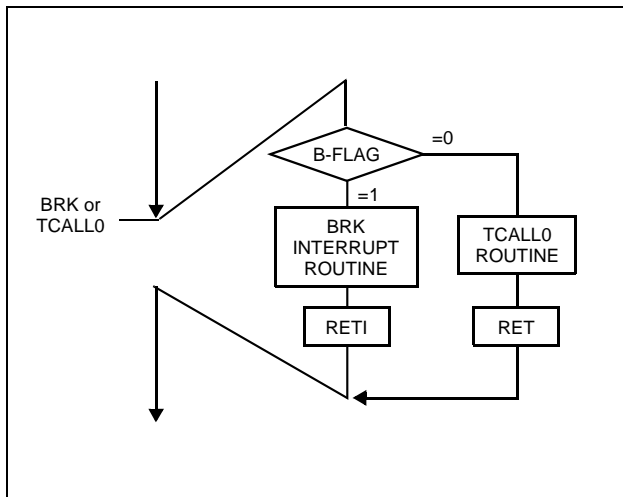 B-FLAG
=0
=1
BRK or
TCALL0
BRK
INTERRUPT
ROUTINE
TCALL0
ROUTINE
RETI
RET